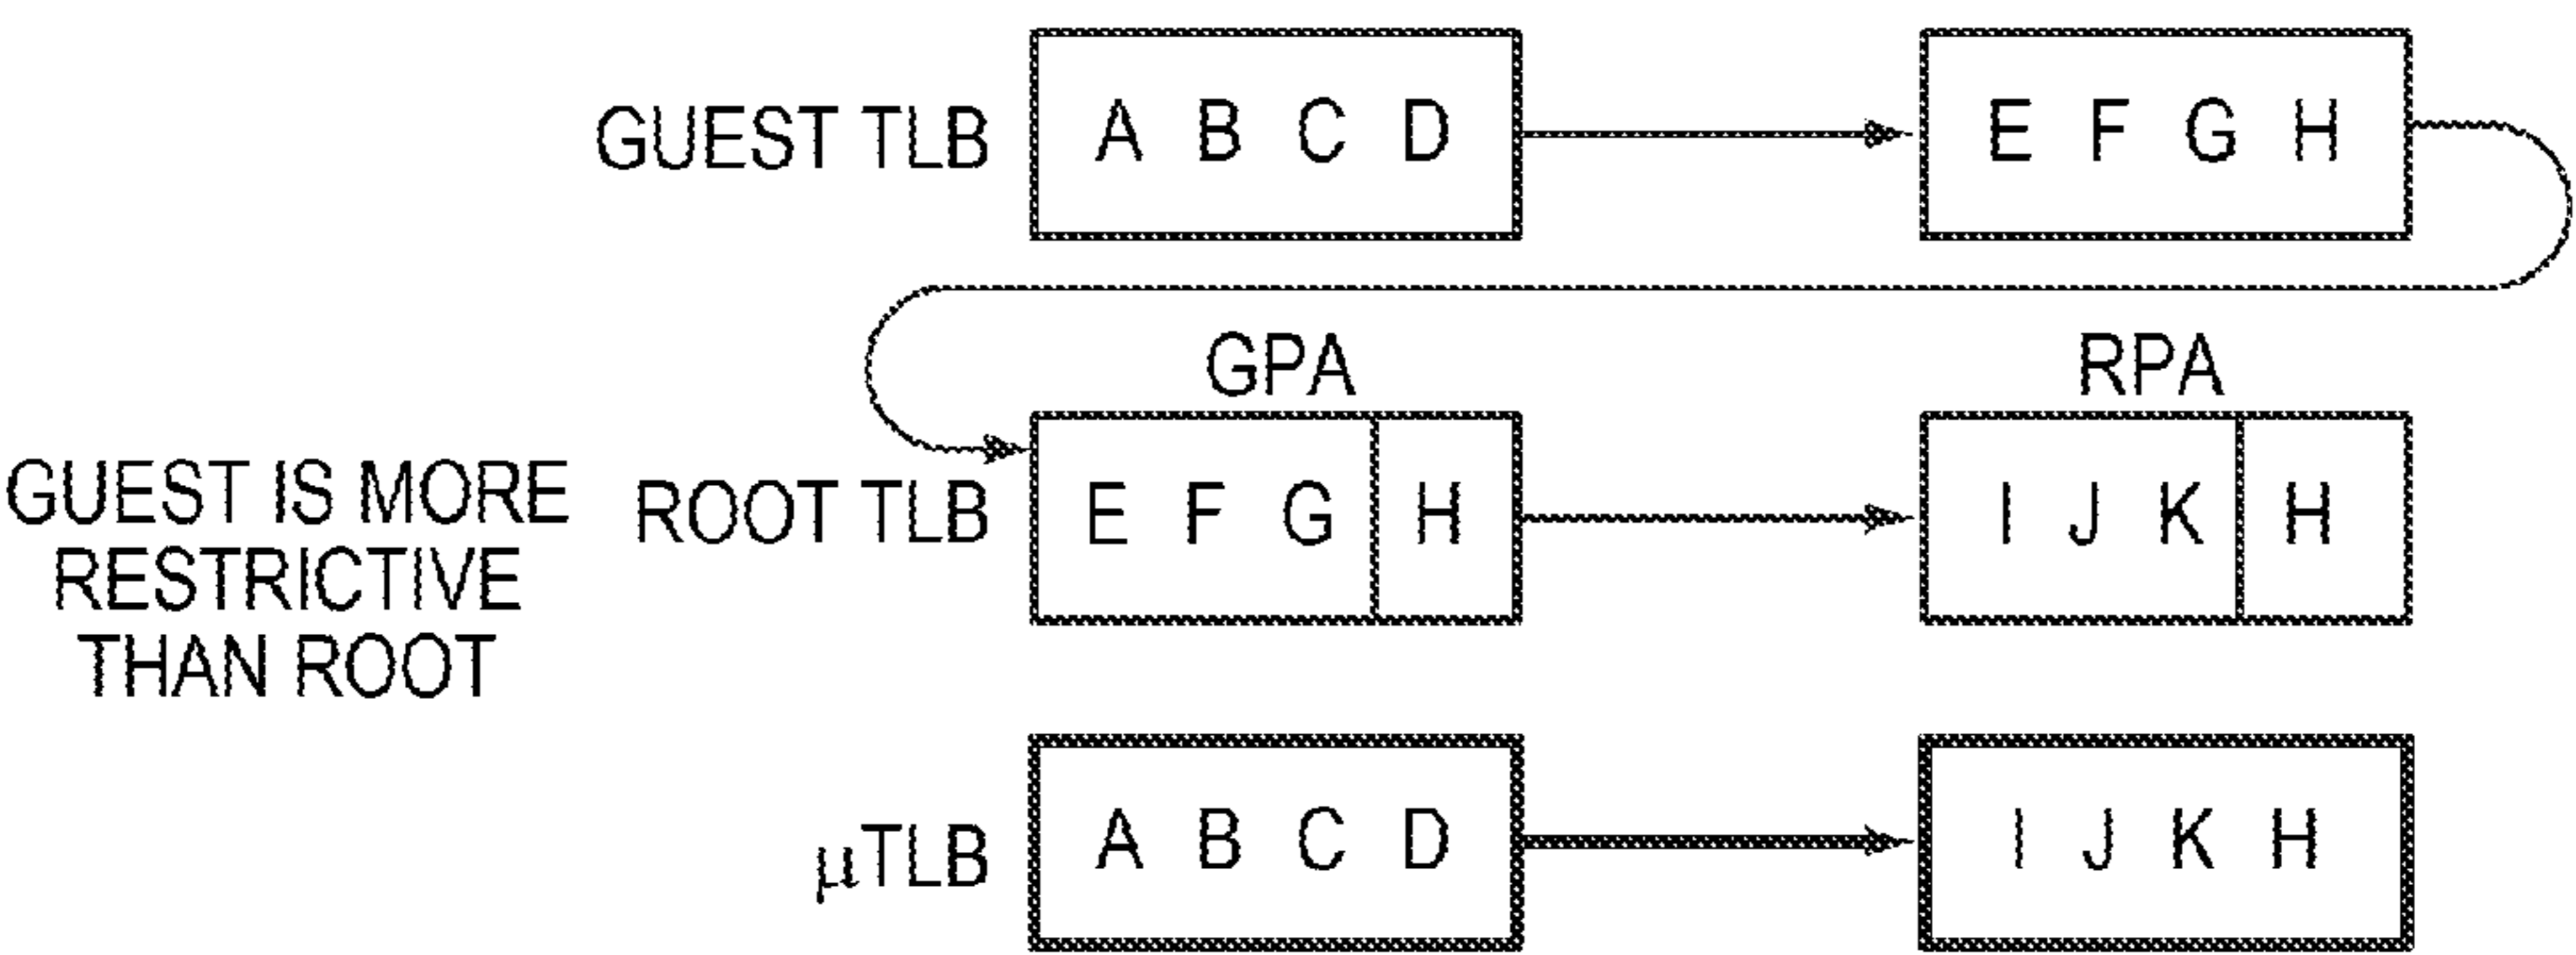 GUEST TLB A B C D E F G H
GPA RPA
GUEST IS MORE
RESTRICTIVE
THAN ROOT
ROOT TLB E F G H I J K H
μTLB A B C D I J K H